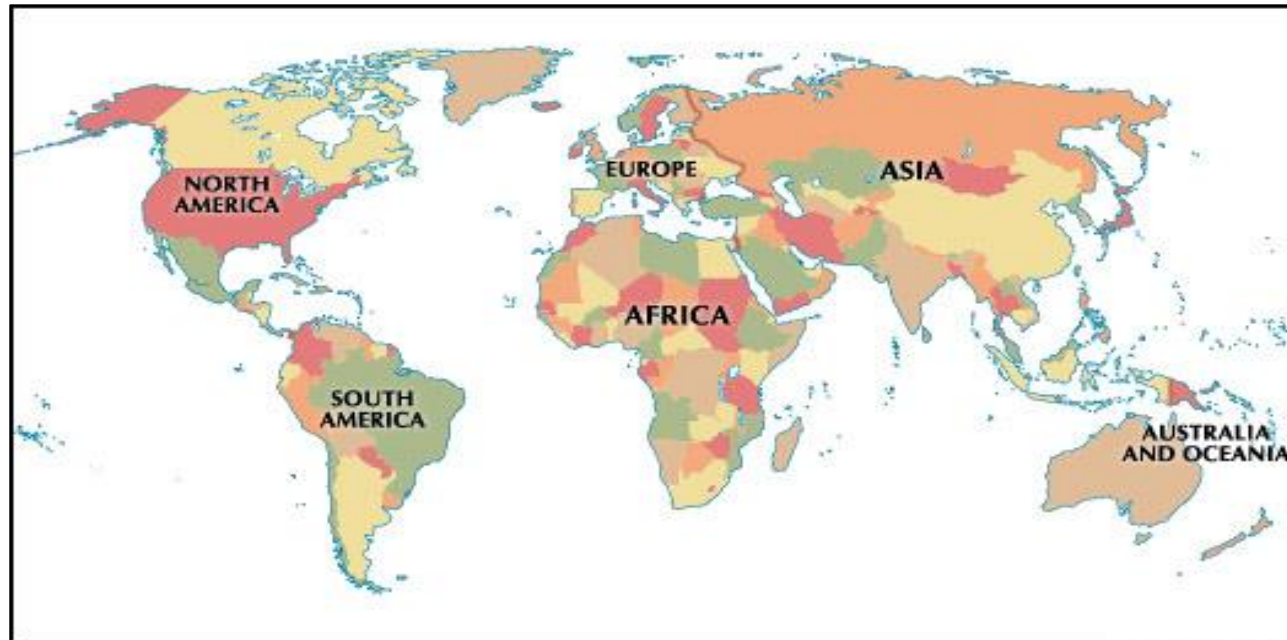 NORTH
AMERICA
EUROPE
ASIA
AFRICA
SOUTH
AMERICA
AUSTRALIA
AND OCEANIA